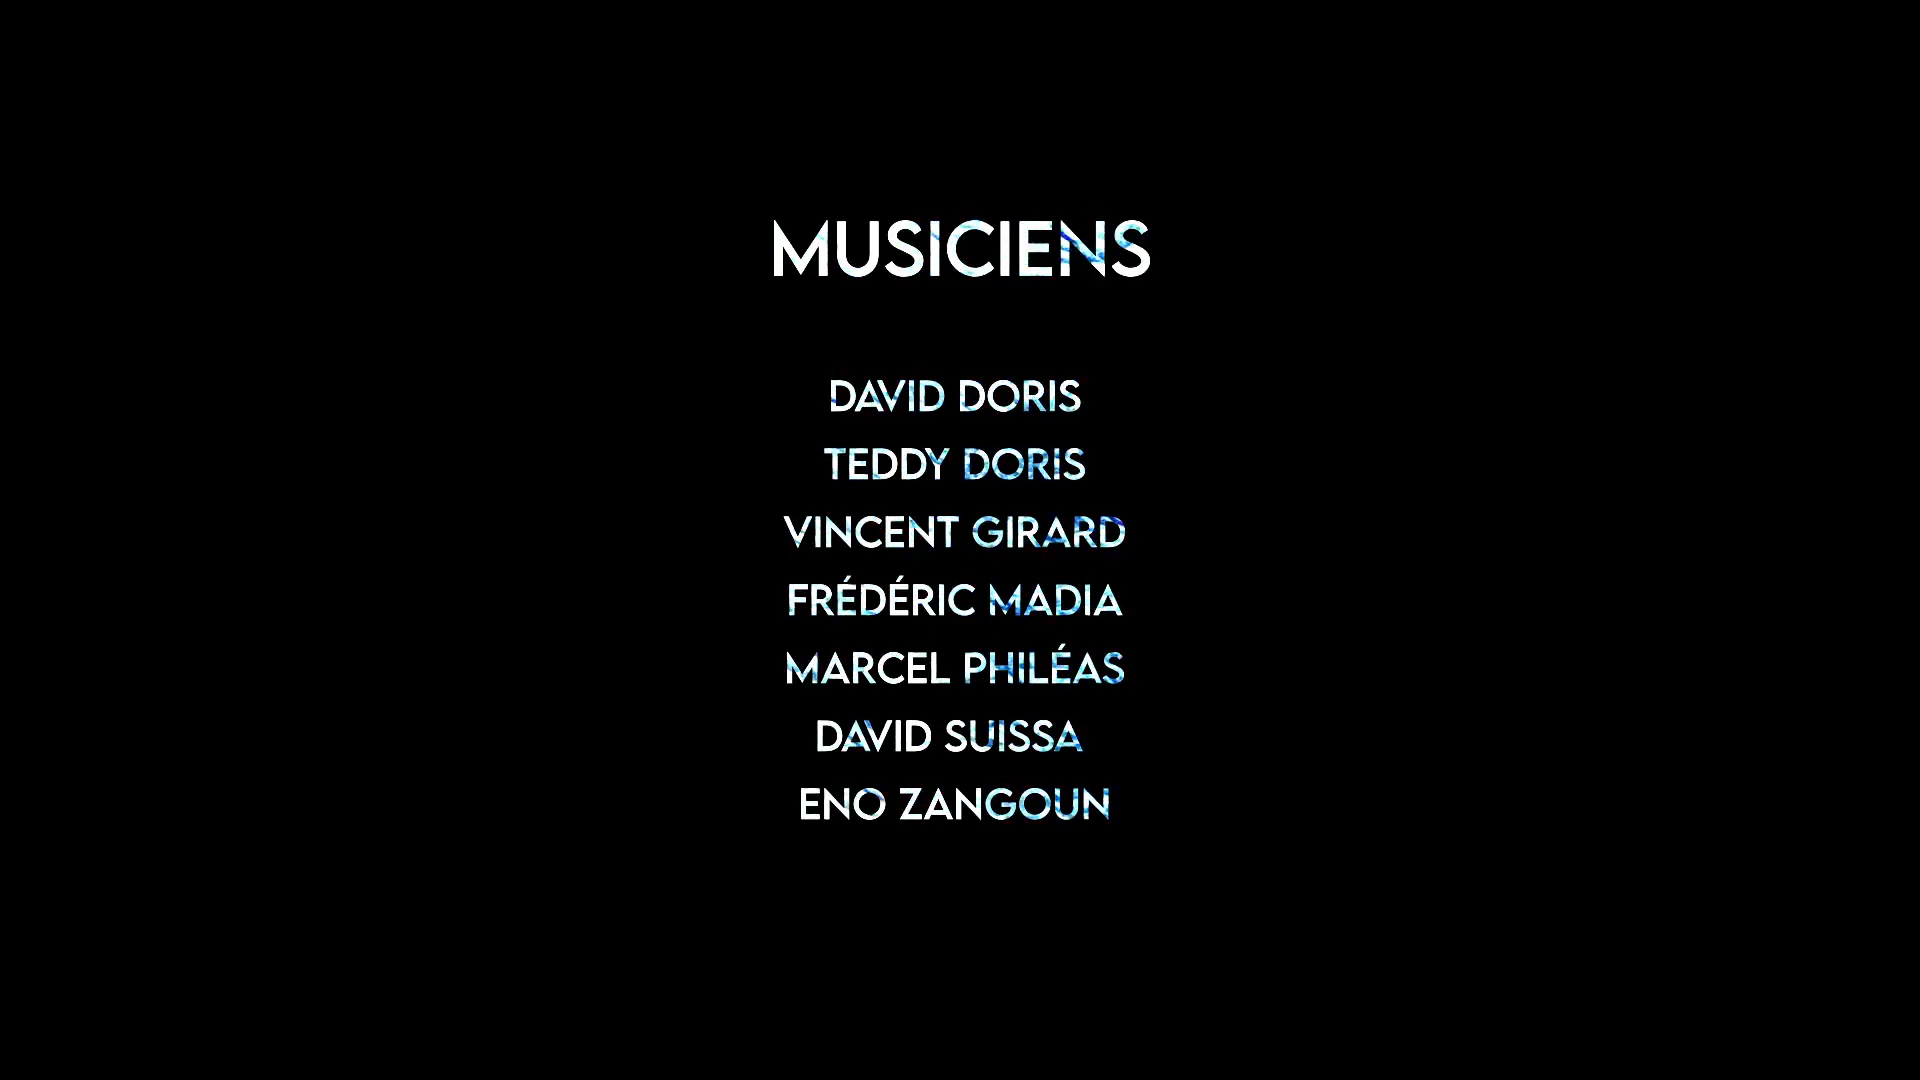 MUSICIENS
DAVID DORIS
TEDDY DORIS
VINCENT GIRARD
FRÉDÉRIC MADIA
MARCEL PHILÉAS
DAVID SUISSA
ENO ZANGOUN